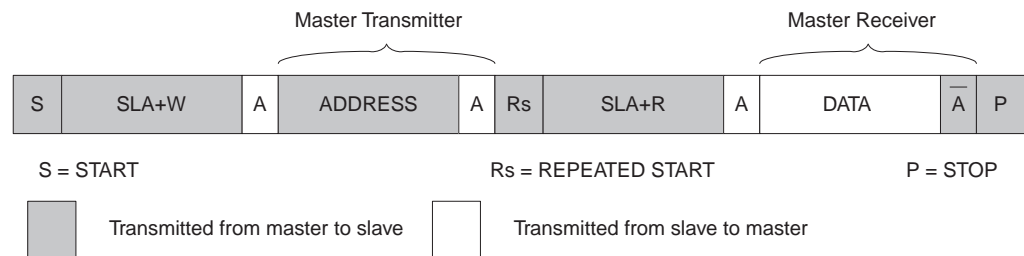 Master Transmitter Master Receiver
S SLA+W A ADDRESS A Rs SLA+R A DATA A̅ P
S = START Rs = REPEATED START P = STOP
Transmitted from master to slave Transmitted from slave to master